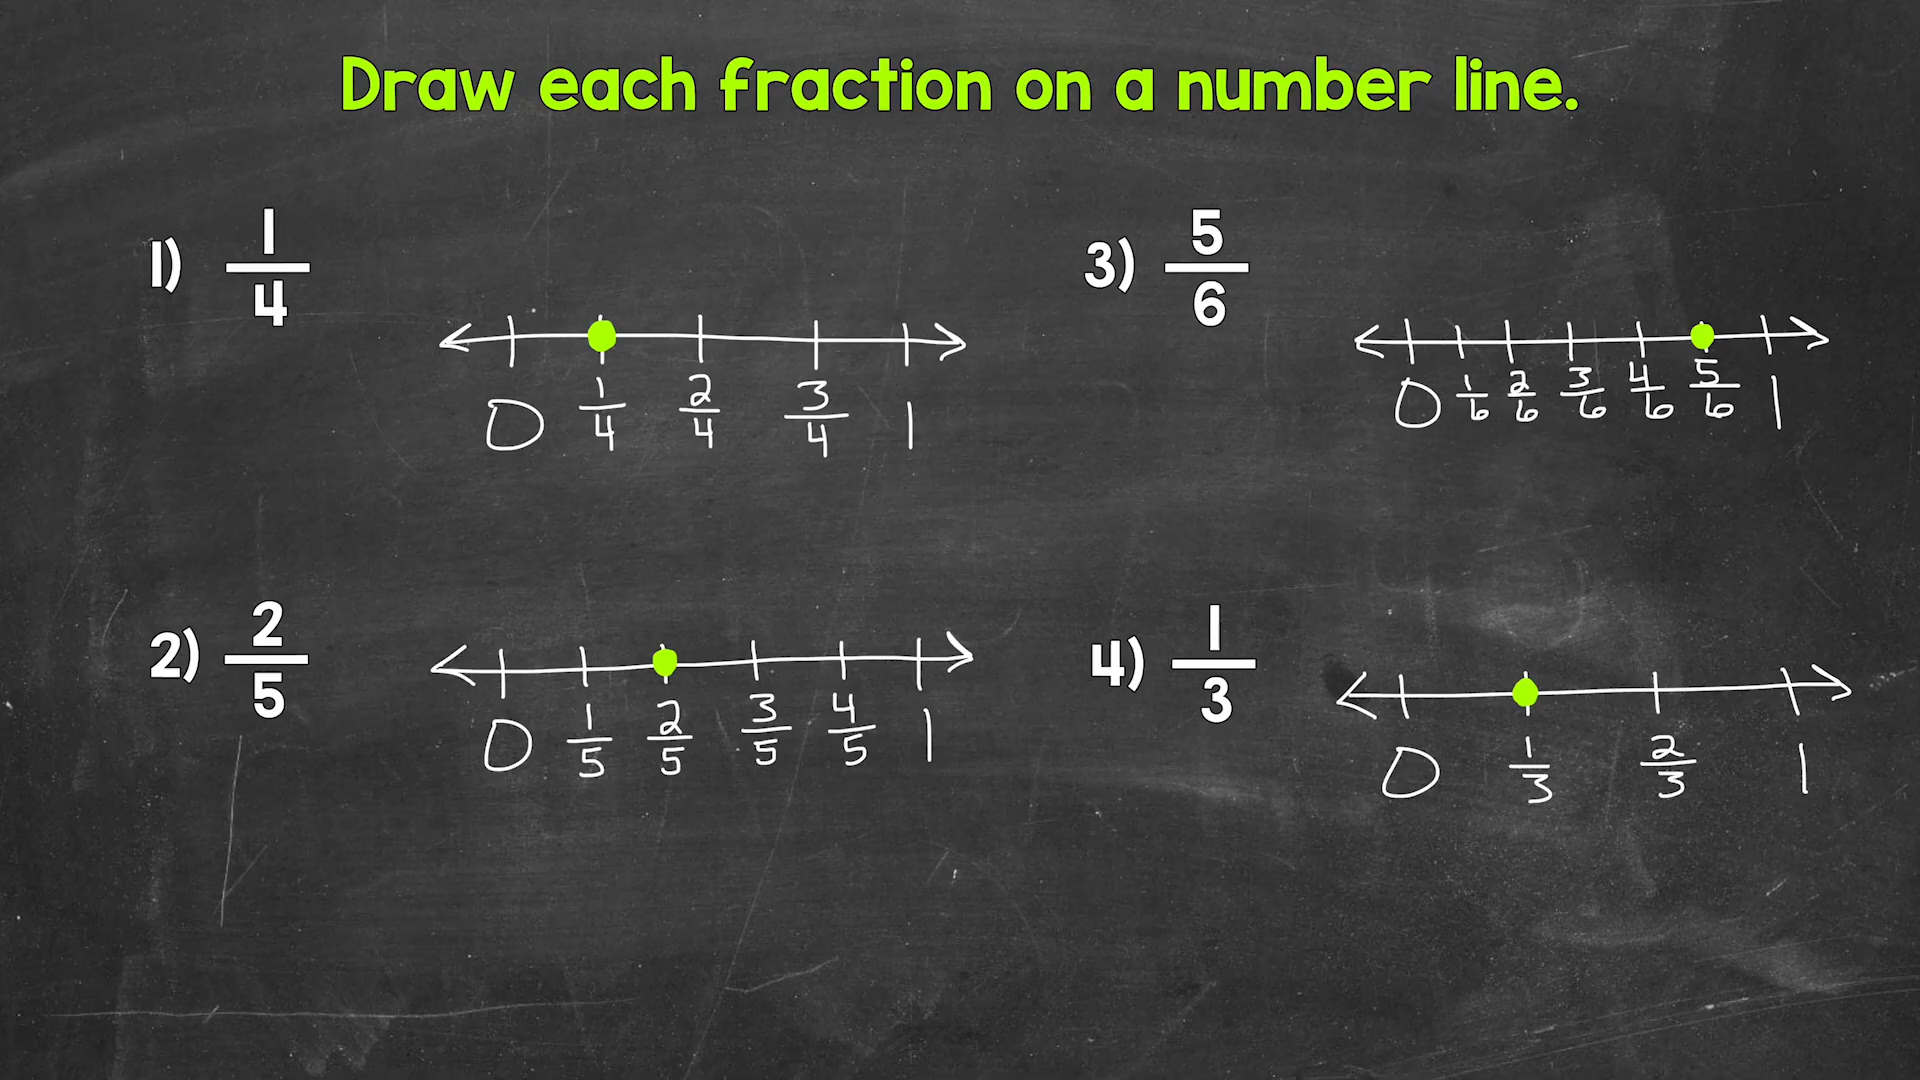 Draw each fraction on a number line.
1) 1/4
0 1/4 2/4 3/4 1
2) 2/5
0 1/5 2/5 3/5 4/5 1
3) 5/6
0 1/6 2/6 3/6 4/6 5/6 1
4) 1/3
0 1/3 2/3 1